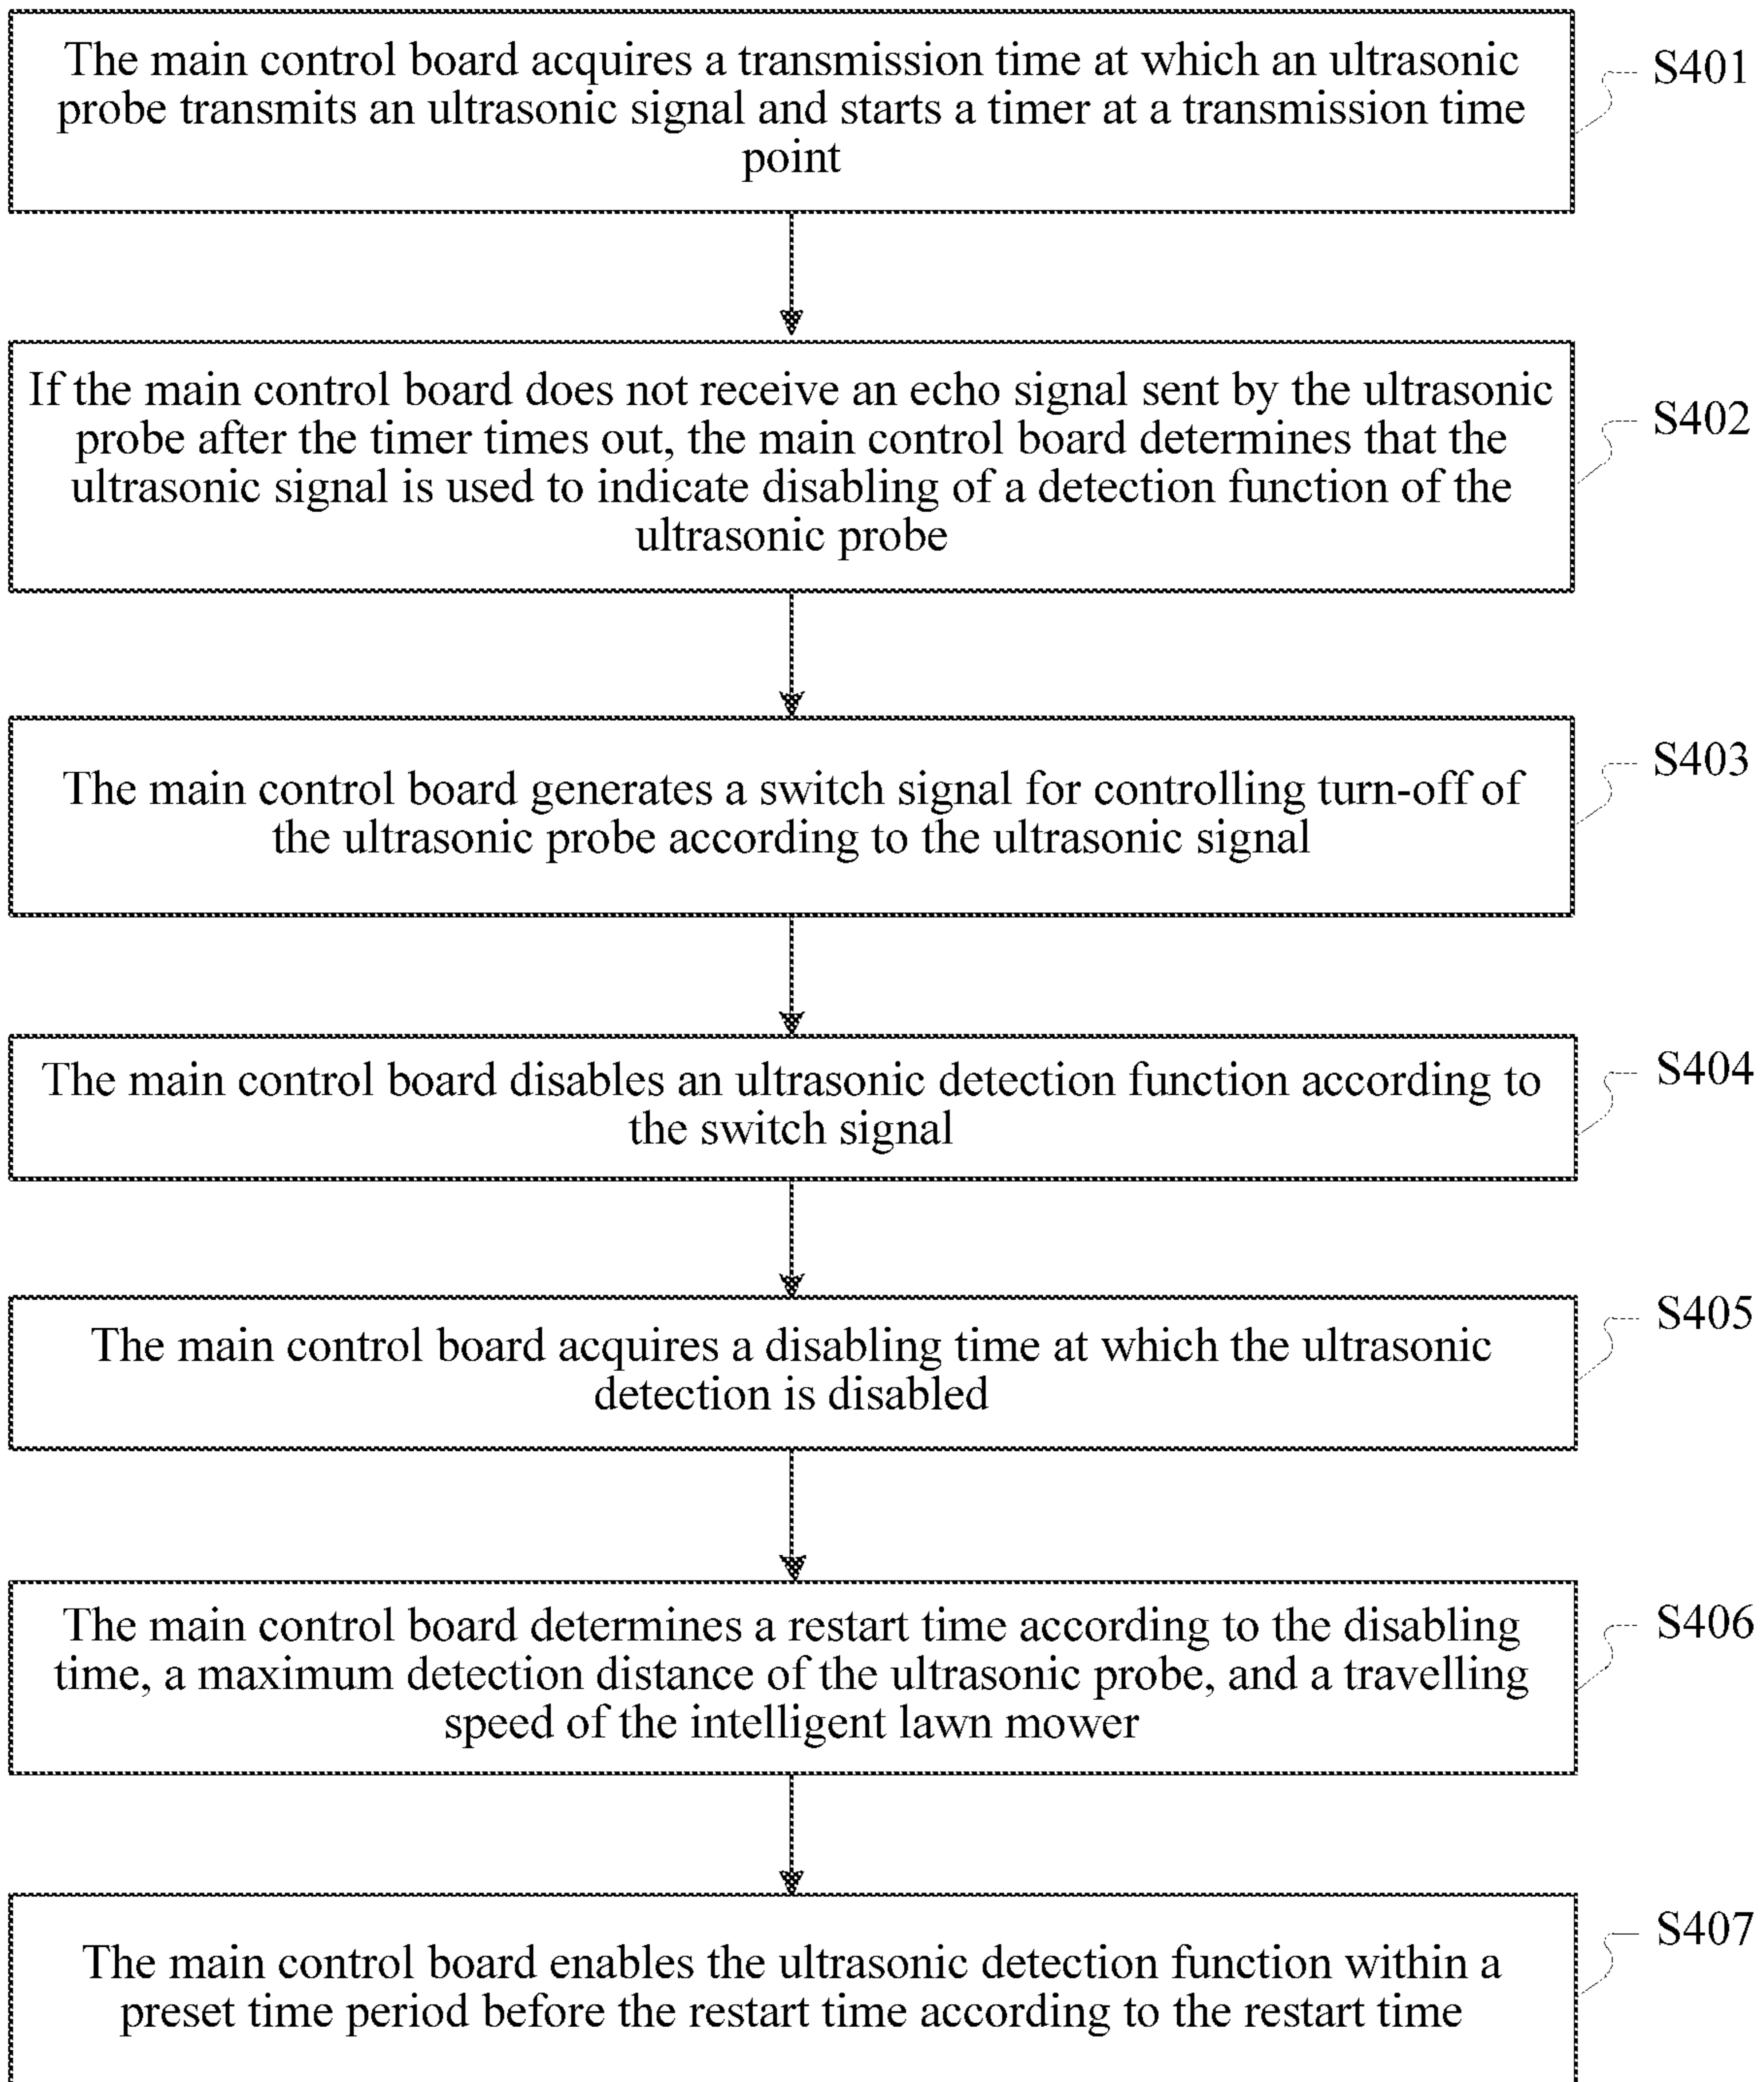 The main control board acquires a transmission time at which an ultrasonic
probe transmits an ultrasonic signal and starts a timer at a transmission time
point
S401
If the main control board does not receive an echo signal sent by the ultrasonic
probe after the timer times out, the main control board determines that the
ultrasonic signal is used to indicate disabling of a detection function of the
ultrasonic probe
S402
The main control board generates a switch signal for controlling turn-off of
the ultrasonic probe according to the ultrasonic signal
S403
The main control board disables an ultrasonic detection function according to
the switch signal
S404
The main control board acquires a disabling time at which the ultrasonic
detection is disabled
S405
The main control board determines a restart time according to the disabling
time, a maximum detection distance of the ultrasonic probe, and a travelling
speed of the intelligent lawn mower
S406
The main control board enables the ultrasonic detection function within a
preset time period before the restart time according to the restart time
S407